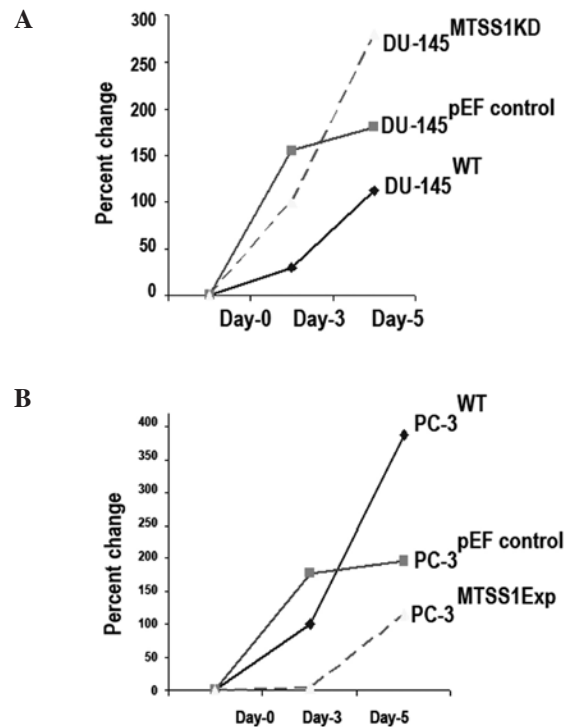 A
Percent change
300
250
200
150
100
50
0
DU-145MTSS1KD
DU-145pEF control
DU-145WT
Day-0 Day-3 Day-5
B
Percent change
400
350
300
250
200
150
100
50
0
PC-3WT
PC-3pEF control
PC-3MTSS1Exp
Day-0 Day-3 Day-5